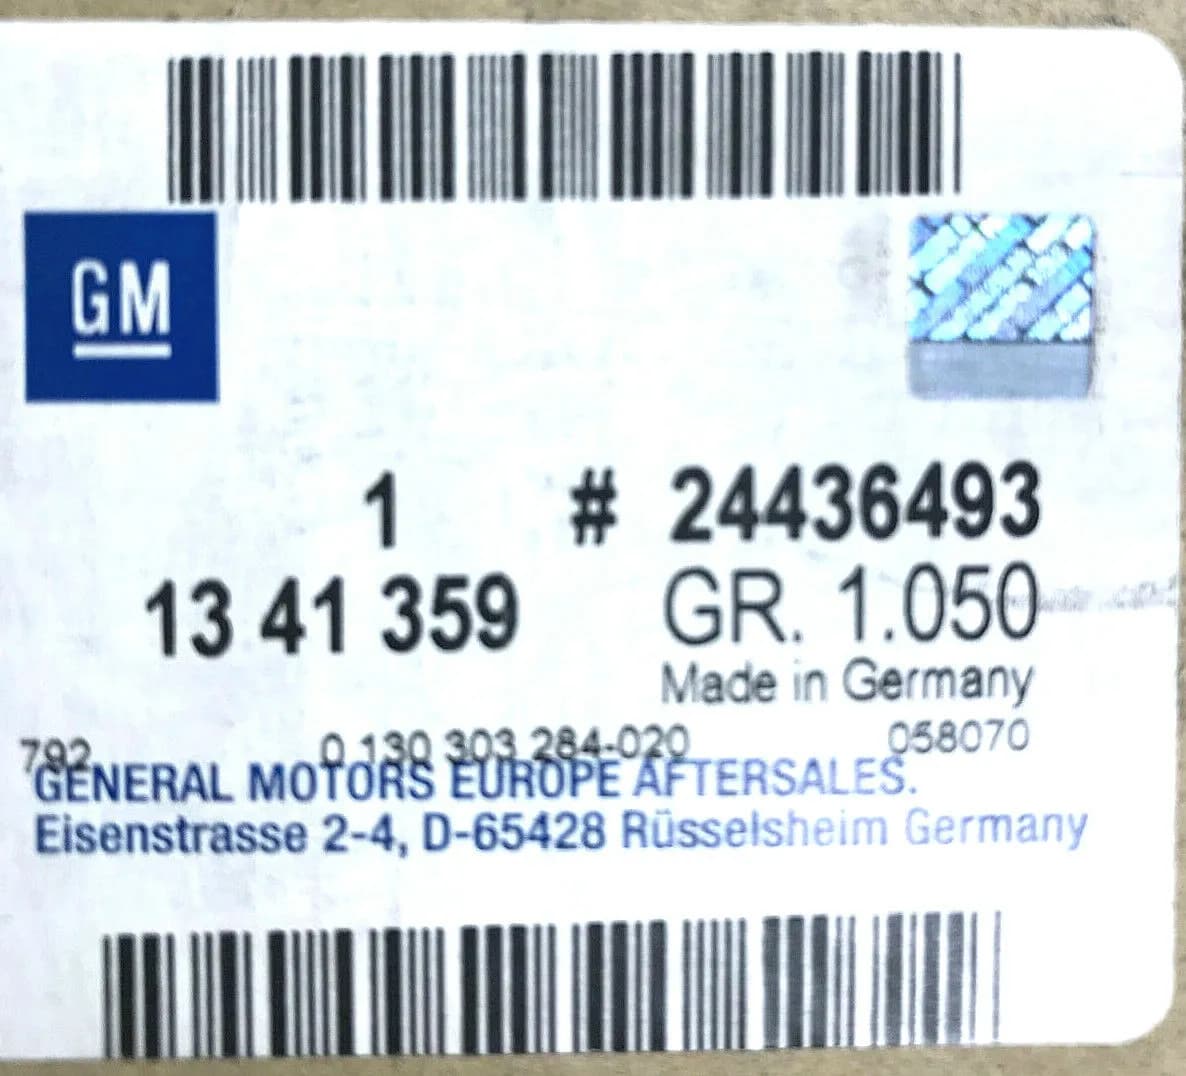 GM
1 # 24436493
13 41 359 GR. 1.050
Made in Germany
792 0 130 303 284-020 058070
GENERAL MOTORS EUROPE AFTERSALES.
Eisenstrasse 2-4, D-65428 Rüsselsheim Germany